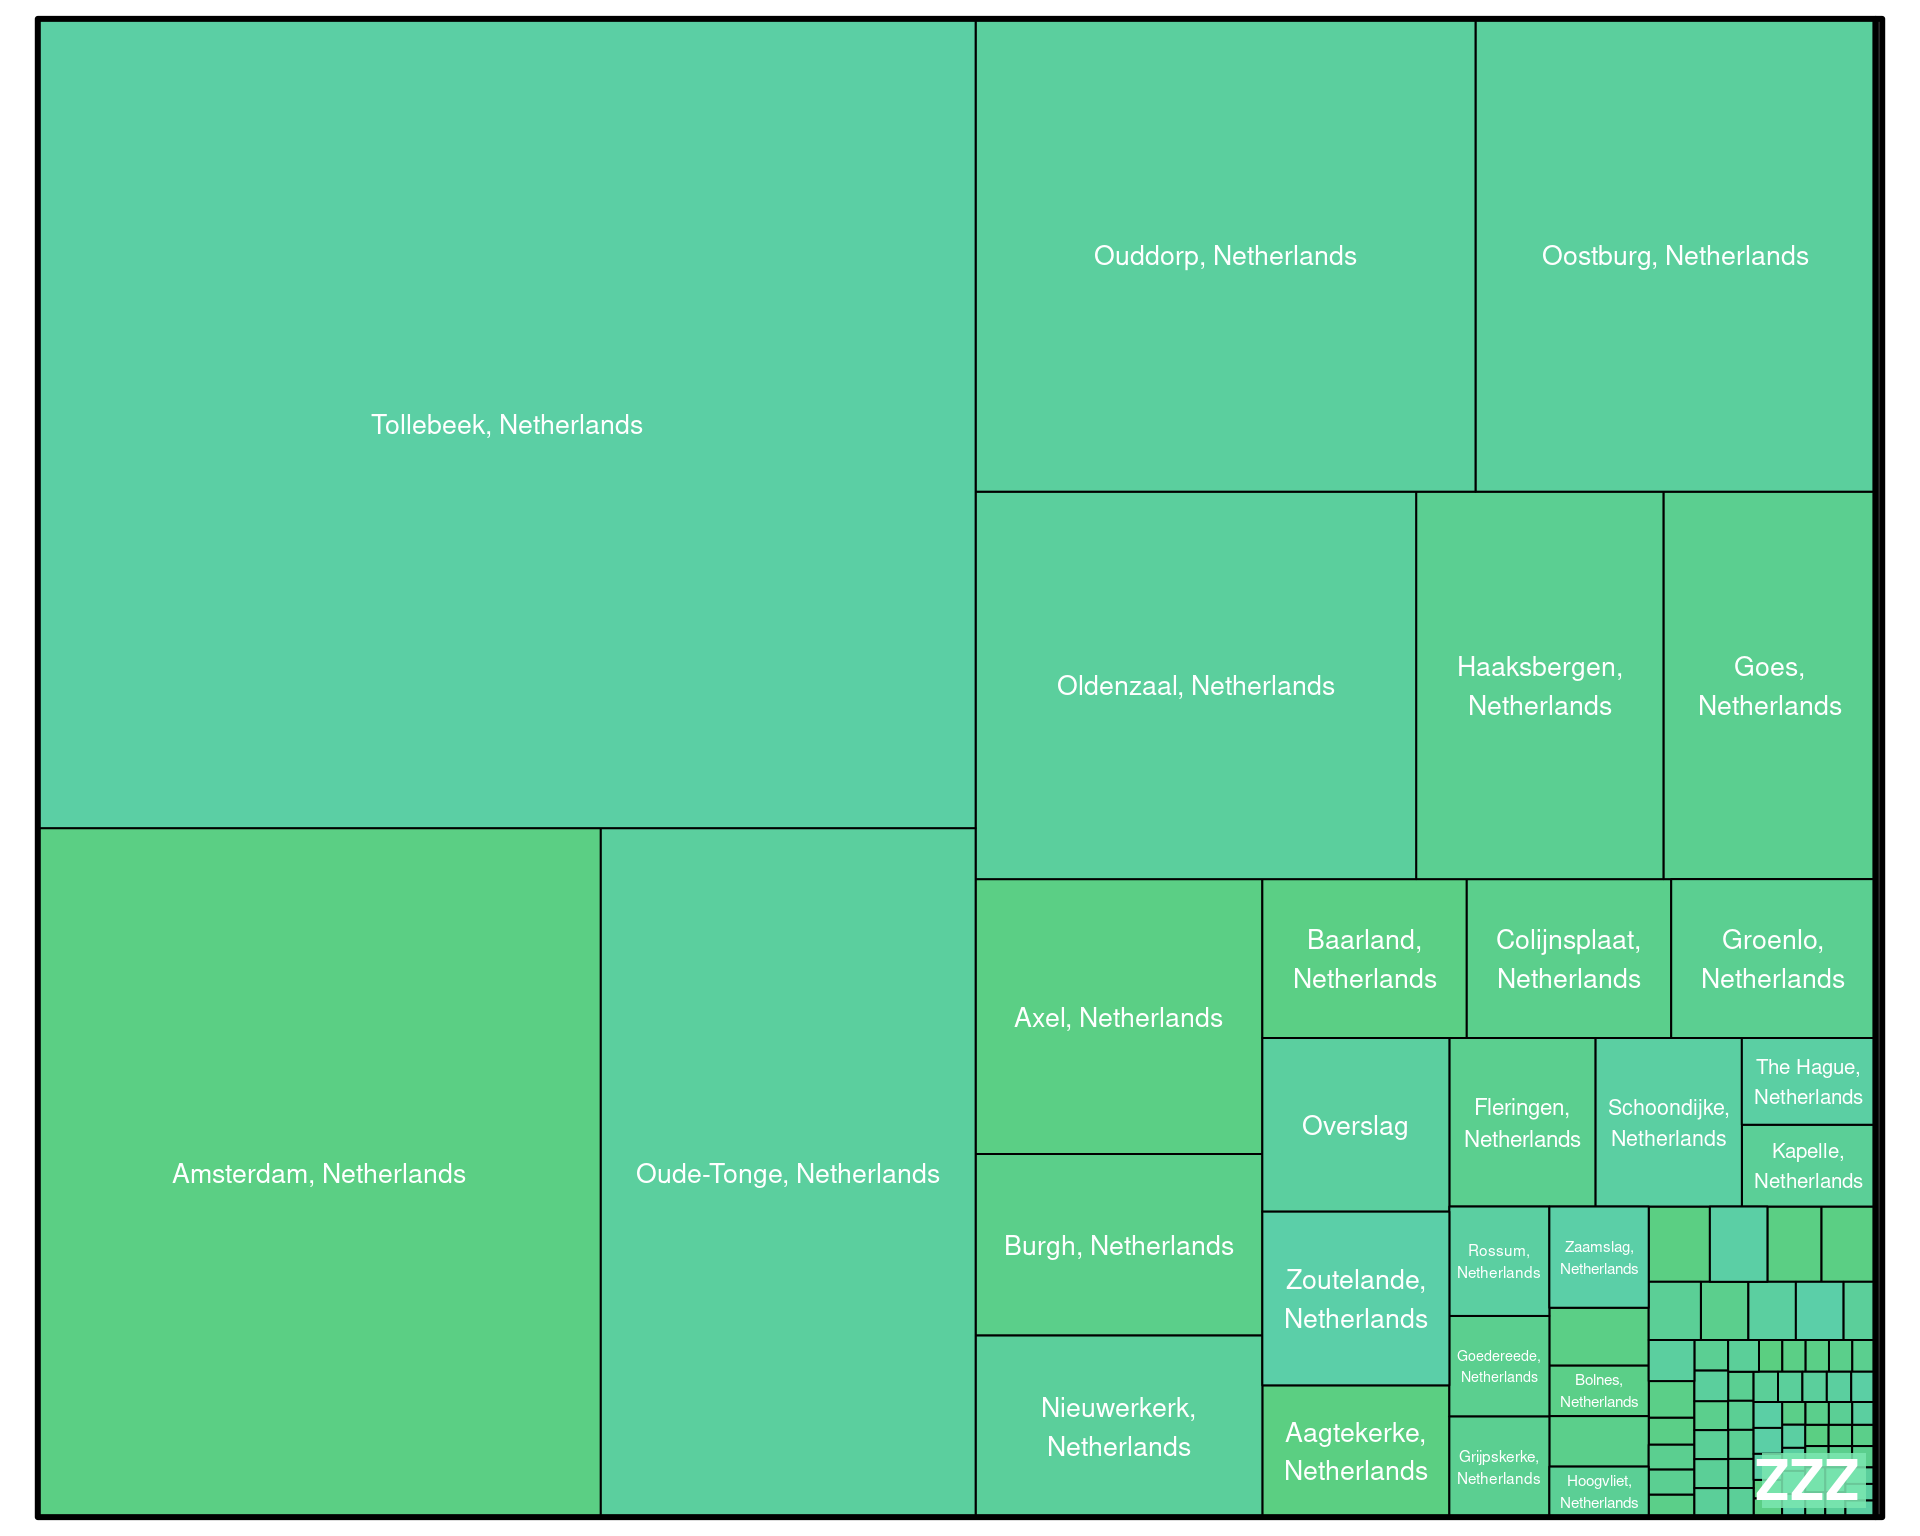 Tollebeek, Netherlands
Ouddorp, Netherlands
Oostburg, Netherlands
Oldenzaal, Netherlands
Haaksbergen,
Netherlands
Goes,
Netherlands
Amsterdam, Netherlands
Oude-Tonge, Netherlands
Axel, Netherlands
Baarland,
Netherlands
Colijnsplaat,
Netherlands
Groenlo,
Netherlands
Burgh, Netherlands
Nieuwerkerk,
Netherlands
Overslag
Fleringen,
Netherlands
Schoondijke,
Netherlands
The Hague,
Netherlands
Kapelle,
Netherlands
Zoutelande,
Netherlands
Aagtekerke,
Netherlands
Rossum,
Netherlands
Zaamslag,
Netherlands
Goedereede,
Netherlands
Bolnes,
Netherlands
Grijpskerke,
Netherlands
Hoogvliet,
Netherlands
ZZZ